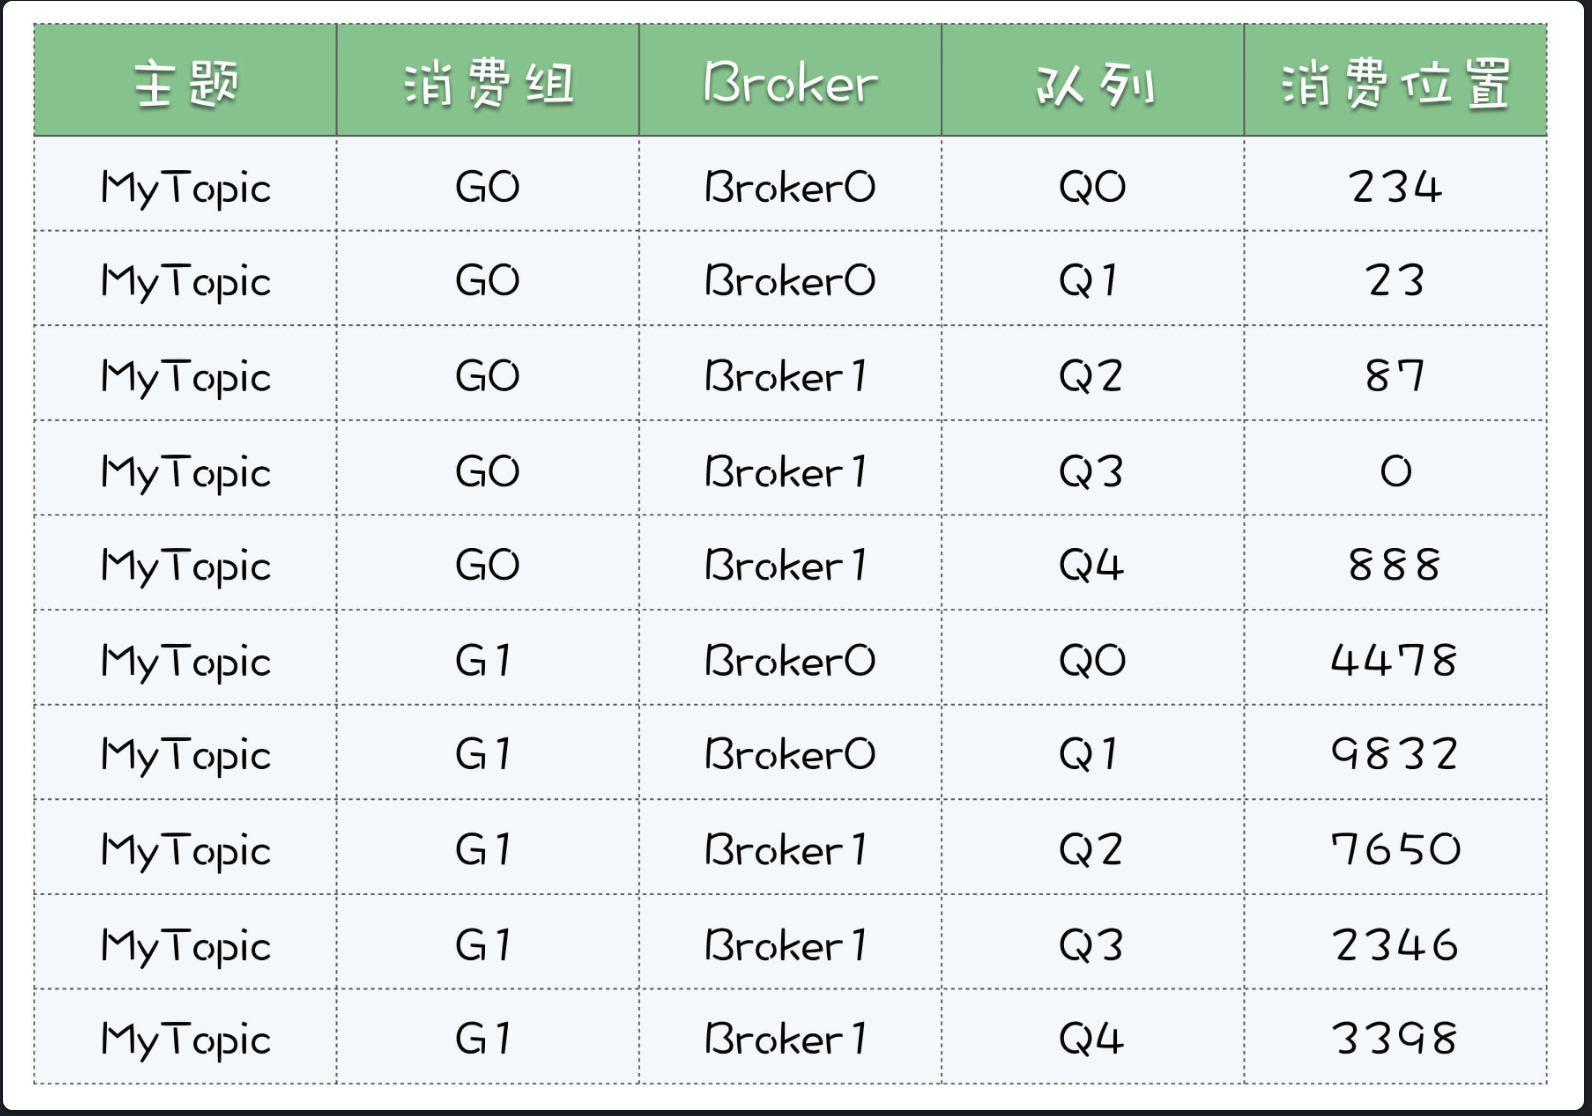 主题 消费组 Broker 队列 消费位置
MyTopic G0 Broker0 Q0 234
MyTopic G0 Broker0 Q1 23
MyTopic G0 Broker1 Q2 87
MyTopic G0 Broker1 Q3 0
MyTopic G0 Broker1 Q4 888
MyTopic G1 Broker0 Q0 4478
MyTopic G1 Broker0 Q1 9832
MyTopic G1 Broker1 Q2 7650
MyTopic G1 Broker1 Q3 2346
MyTopic G1 Broker1 Q4 3398